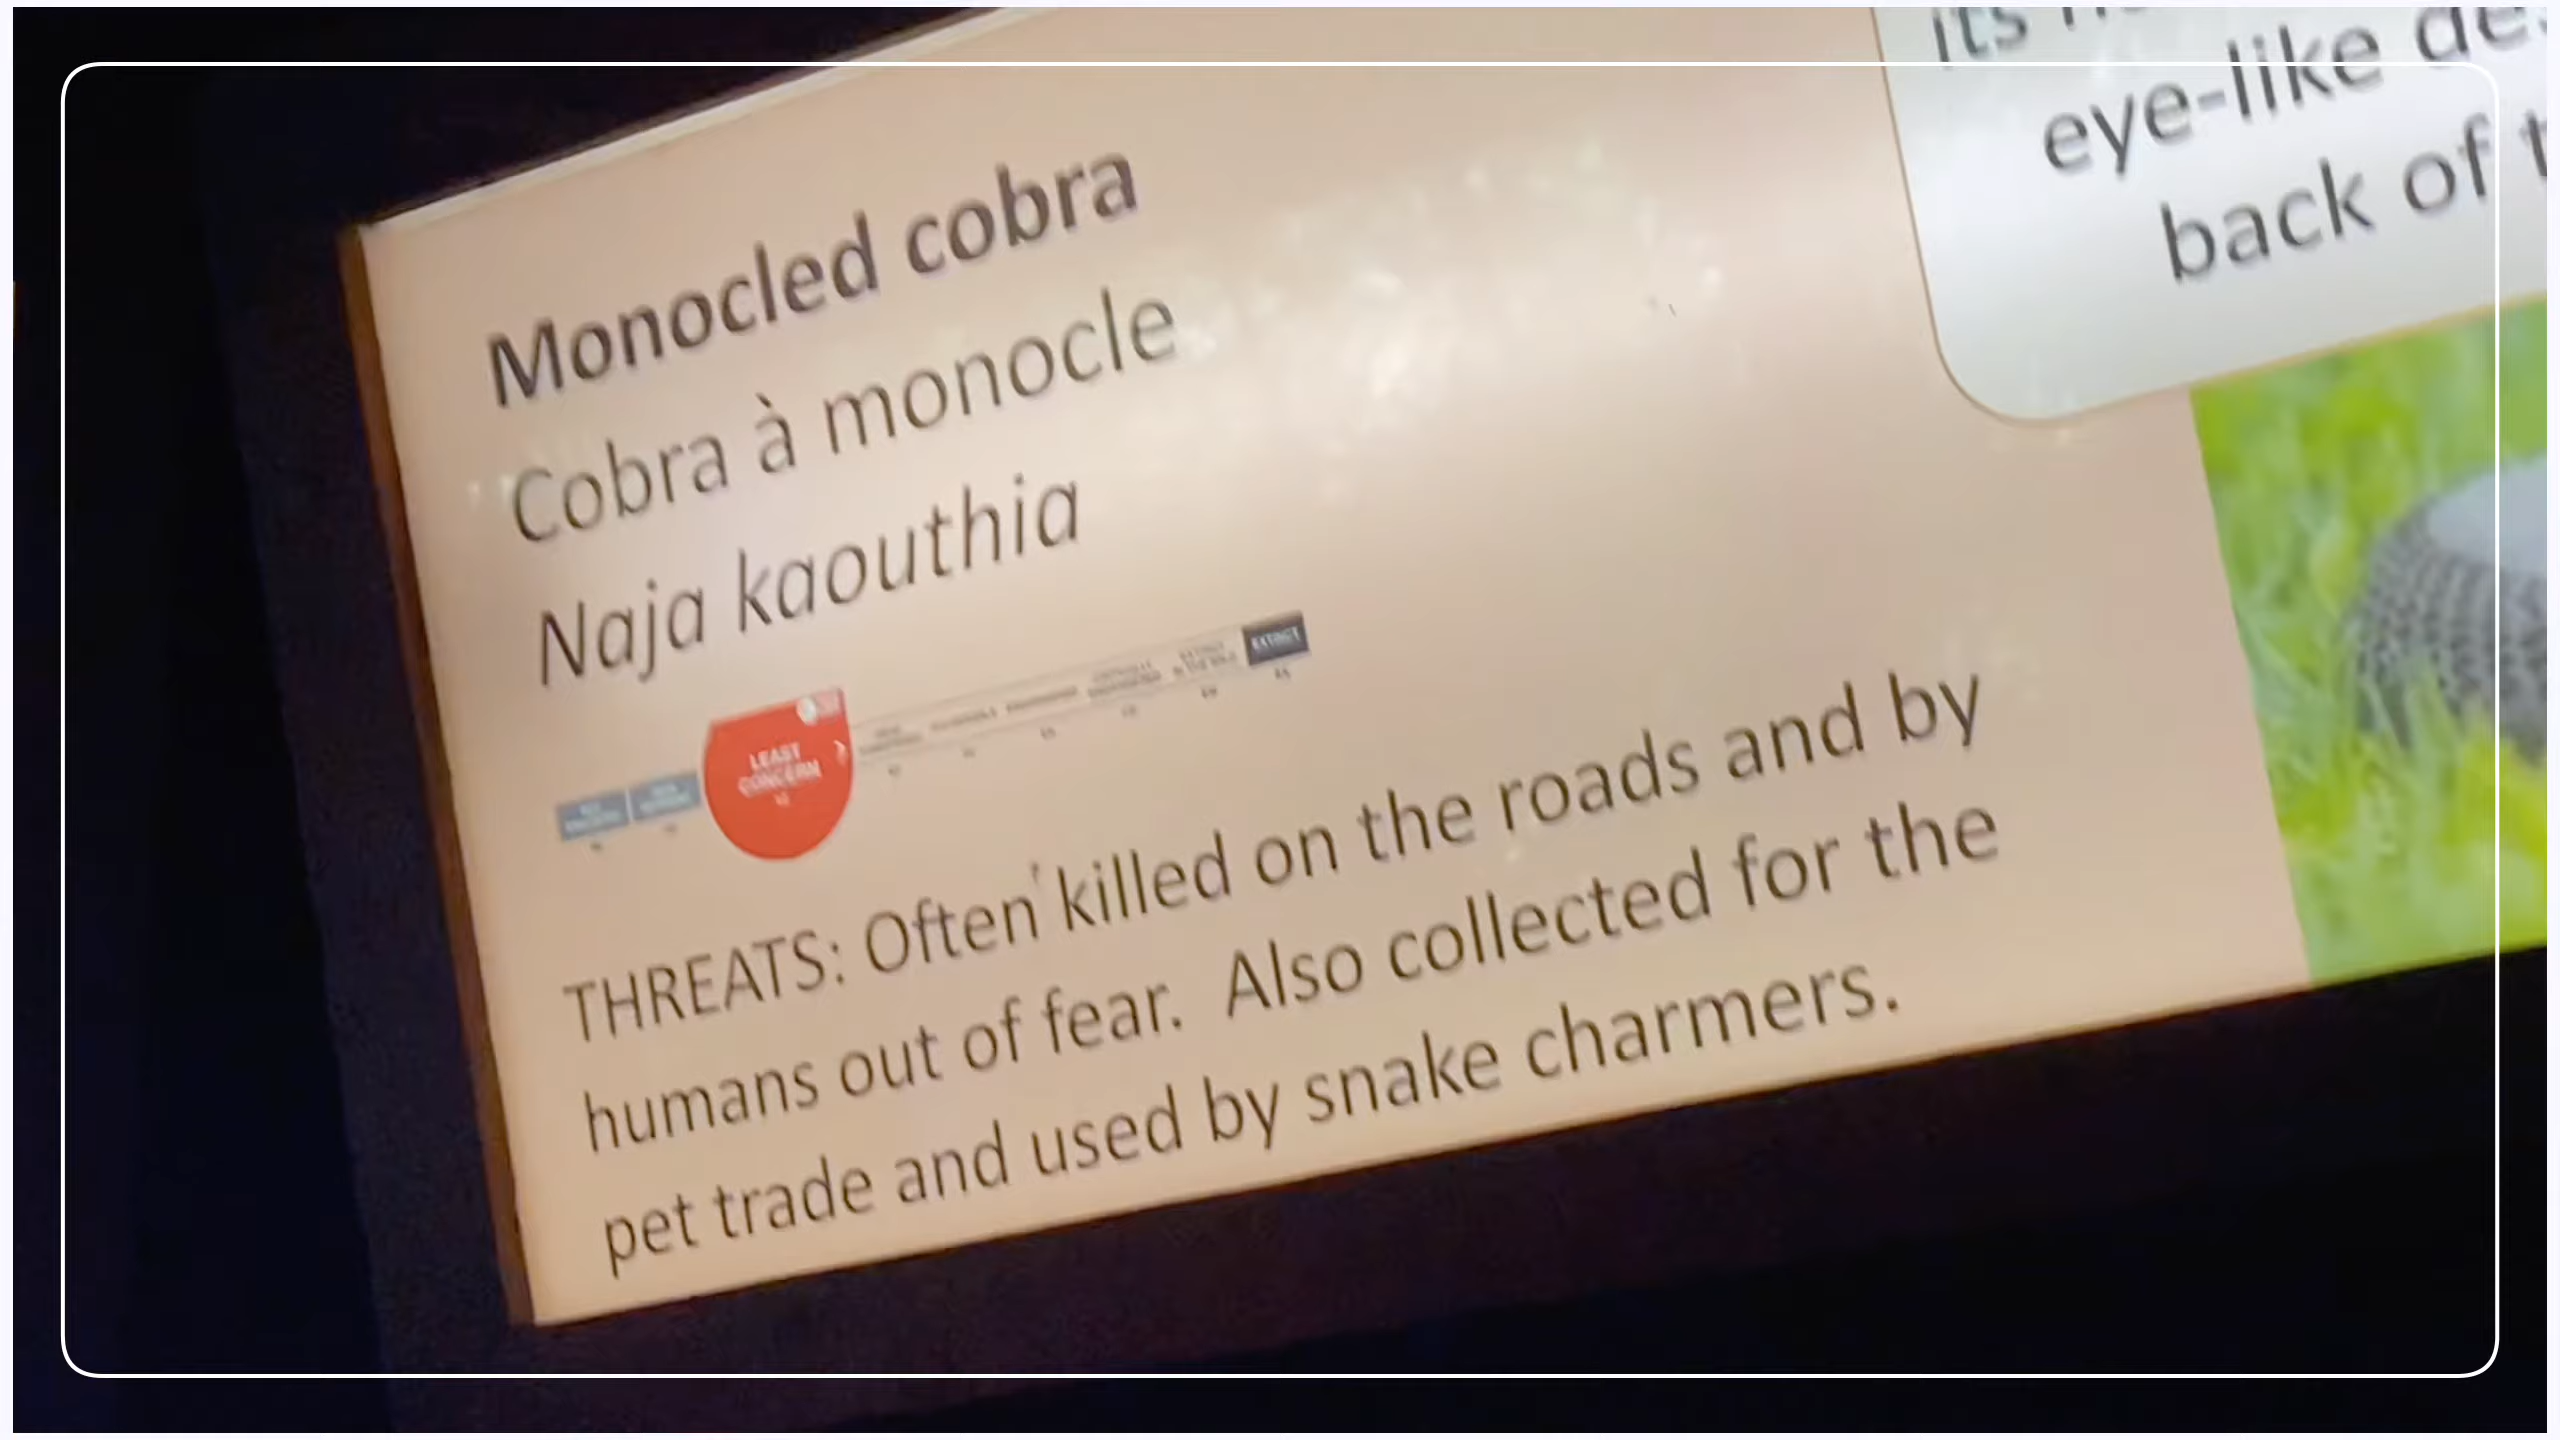 eye-like
back of
Monocled cobra
Cobra à monocle
Naja kaouthia
EXTINCT
LEAST
CONCERN
THREATS: Often killed on the roads and by
humans out of fear. Also collected for the
pet trade and used by snake charmers.